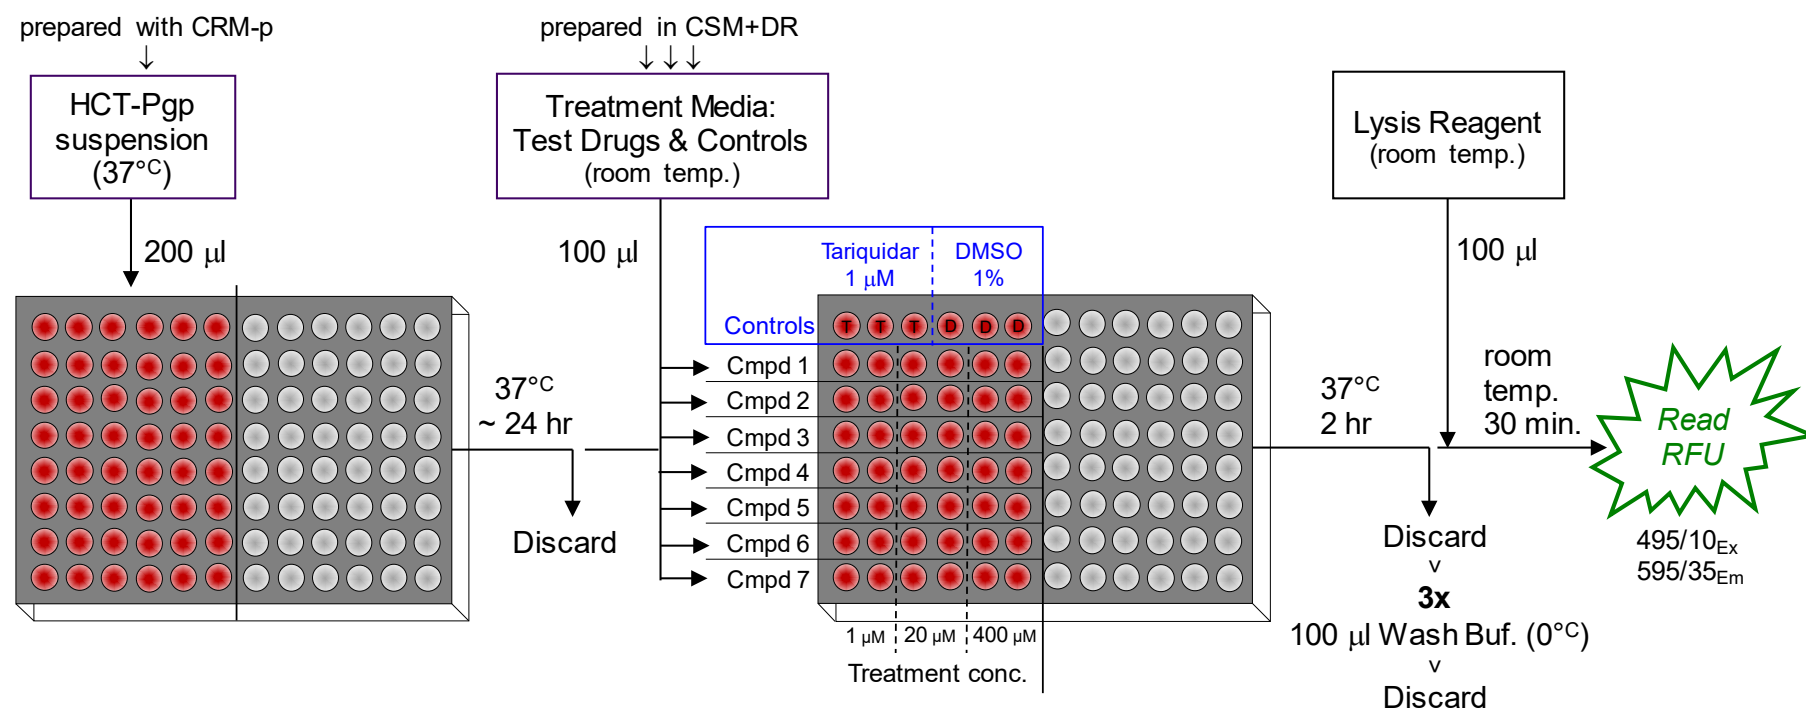 prepared with CRM-p
↓
HCT-Pgp
suspension
(37°C)
200 µl
prepared in CSM+DR
↓ ↓ ↓
Treatment Media:
Test Drugs & Controls
(room temp.)
100 µl
Lysis Reagent
(room temp.)
100 µl
37°C
~ 24 hr
Discard
Tariquidar
1 µM
DMSO
1%
Controls
T T T D D D
Cmpd 1
Cmpd 2
Cmpd 3
Cmpd 4
Cmpd 5
Cmpd 6
Cmpd 7
1 µM 20 µM 400 µM
Treatment conc.
37°C
2 hr
Discard
v
3x
100 µl Wash Buf. (0°C)
v
Discard
room
temp.
30 min.
Read
RFU
495/10Ex
595/35Em